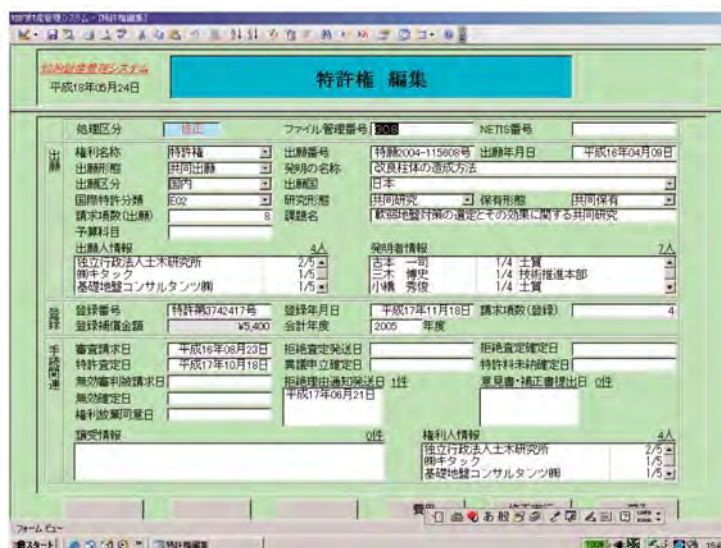 知的財産管理システム - [特許権編集]
知的財産管理システム
平成18年05月24日
特許権 編集
処理区分 修正 ファイル管理番号 308 NETIS番号
出願
権利名称 特許権 出願番号 特願2004-115608号 出願年月日 平成16年04月09日
出願形態 共同出願 発明の名称 改良柱体の造成方法
出願区分 国内 出願国 日本
国際特許分類 E02 研究形態 共同研究 保有形態 共同保有
請求項数(出願) 8 課題名 軟弱地盤対策の選定とその効果に関する共同研究
予算科目
出願人情報 4人 発明者情報 7人
独立行政法人土木研究所 2/5 古本 一司 1/4 土質
㈱キタック 1/5 三木 博史 1/4 技術推進本部
基礎地盤コンサルタンツ㈱ 1/5 小橋 秀俊 1/4 土質
登録
登録番号 特許第3742417号 登録年月日 平成17年11月18日 請求項数(登録) 4
登録補償金額 ¥5,400 会計年度 2005 年度
手続関連
審査請求日 平成16年08月23日 拒絶査定発送日 拒絶査定確定日
特許査定日 平成17年10月18日 異議申立確定日 特許料未納確定日
無効審判被請求日 拒絶理由通知発送日 1件 意見書・補正書提出日 0件
無効確定日 平成17年06月21日
権利放棄同意日
譲受情報 0件 権利人情報 4人
独立行政法人土木研究所 2/5
㈱キタック 1/5
基礎地盤コンサルタンツ㈱ 1/5
フォーム ビュー
スタート 特許権編集